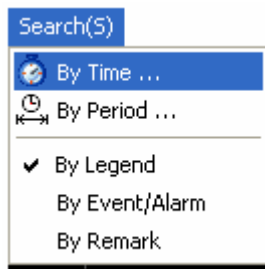 Search(S)
By Time ...
By Period ...
By Legend
By Event/Alarm
By Remark